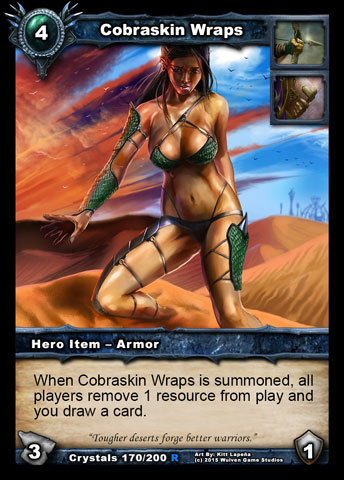 4
Cobraskin Wraps
Hero Item – Armor
When Cobraskin Wraps is summoned, all
players remove 1 resource from play and
you draw a card.
"Tougher deserts forge better warriors."
3
Crystals 170/200 R
Art By: Kitt Lapeña
(c) 2015 Wulven Game Studios
1